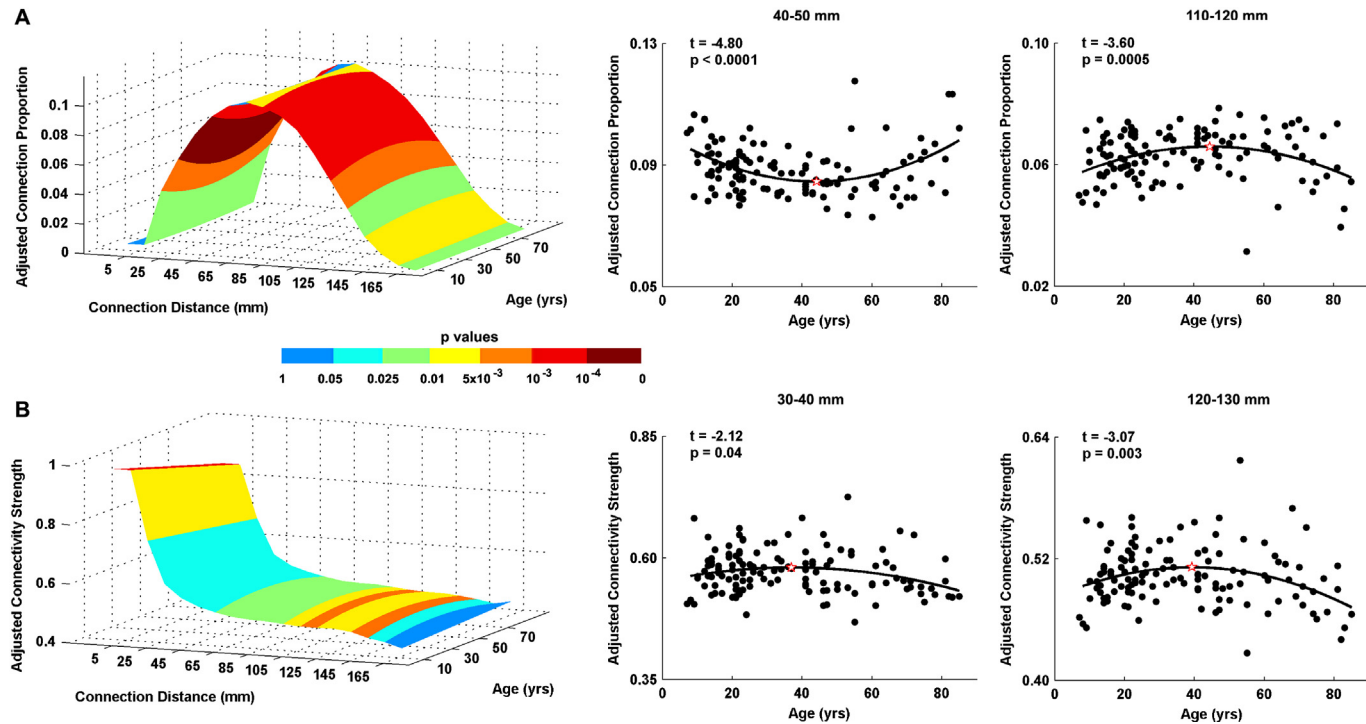 A
40-50 mm
110-120 mm
t = -4.80
p < 0.0001
t = -3.60
p = 0.0005
Adjusted Connection Proportion
0.1
0.08
0.06
0.04
0.02
0
5 25 45 65 85 105 125 145 165
Connection Distance (mm)
10 30 50 70
Age (yrs)
Adjusted Connection Proportion
0.13
0.09
0.05
0 20 40 60 80
Age (yrs)
Adjusted Connection Proportion
0.10
0.06
0.02
0 20 40 60 80
Age (yrs)
p values
1 0.05 0.025 0.01 5x10⁻³ 10⁻³ 10⁻⁴ 0
B
30-40 mm
120-130 mm
t = -2.12
p = 0.04
t = -3.07
p = 0.003
Adjusted Connectivity Strength
1
0.8
0.6
0.4
5 25 45 65 85 105 125 145 165
Connection Distance (mm)
10 30 50 70
Age (yrs)
Adjusted Connectivity Strength
0.85
0.60
0.35
0 20 40 60 80
Age (yrs)
Adjusted Connectivity Strength
0.64
0.52
0.40
0 20 40 60 80
Age (yrs)